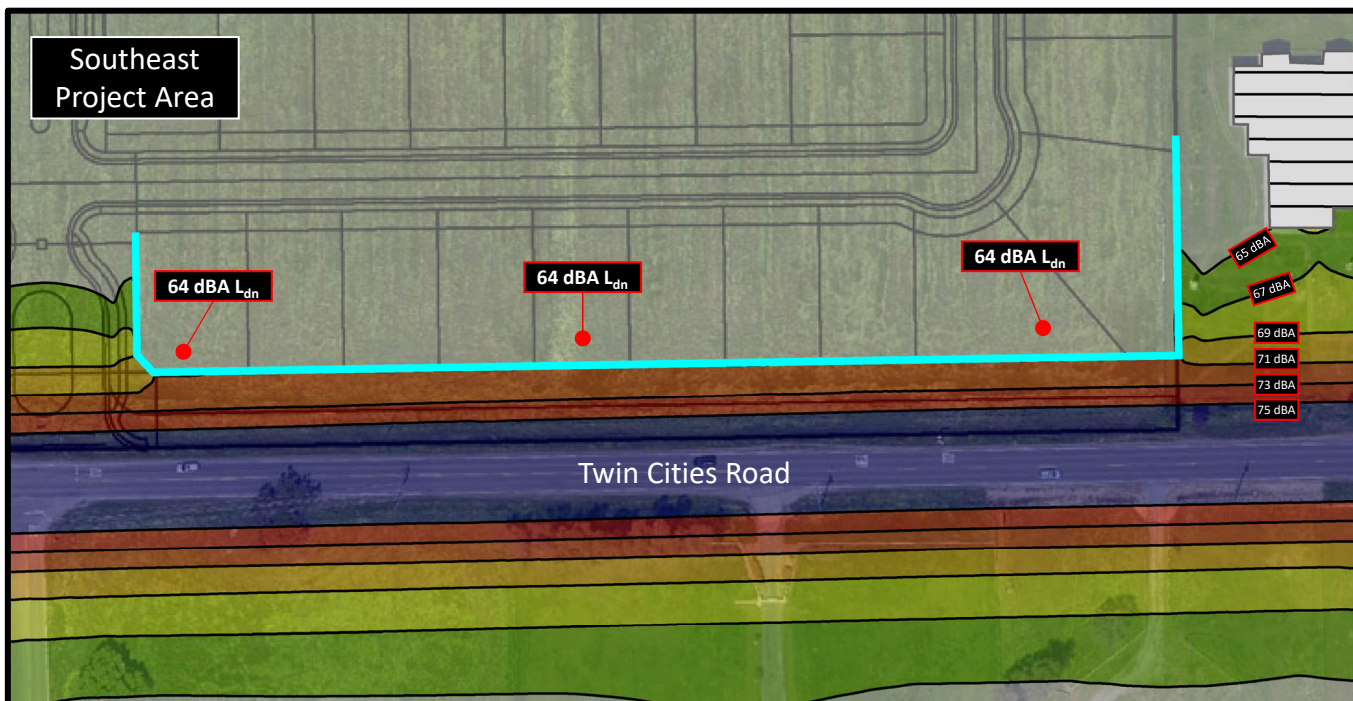 Southeast
Project Area
64 dBA Ldn
64 dBA Ldn
64 dBA Ldn
65 dBA
67 dBA
69 dBA
71 dBA
73 dBA
75 dBA
Twin Cities Road